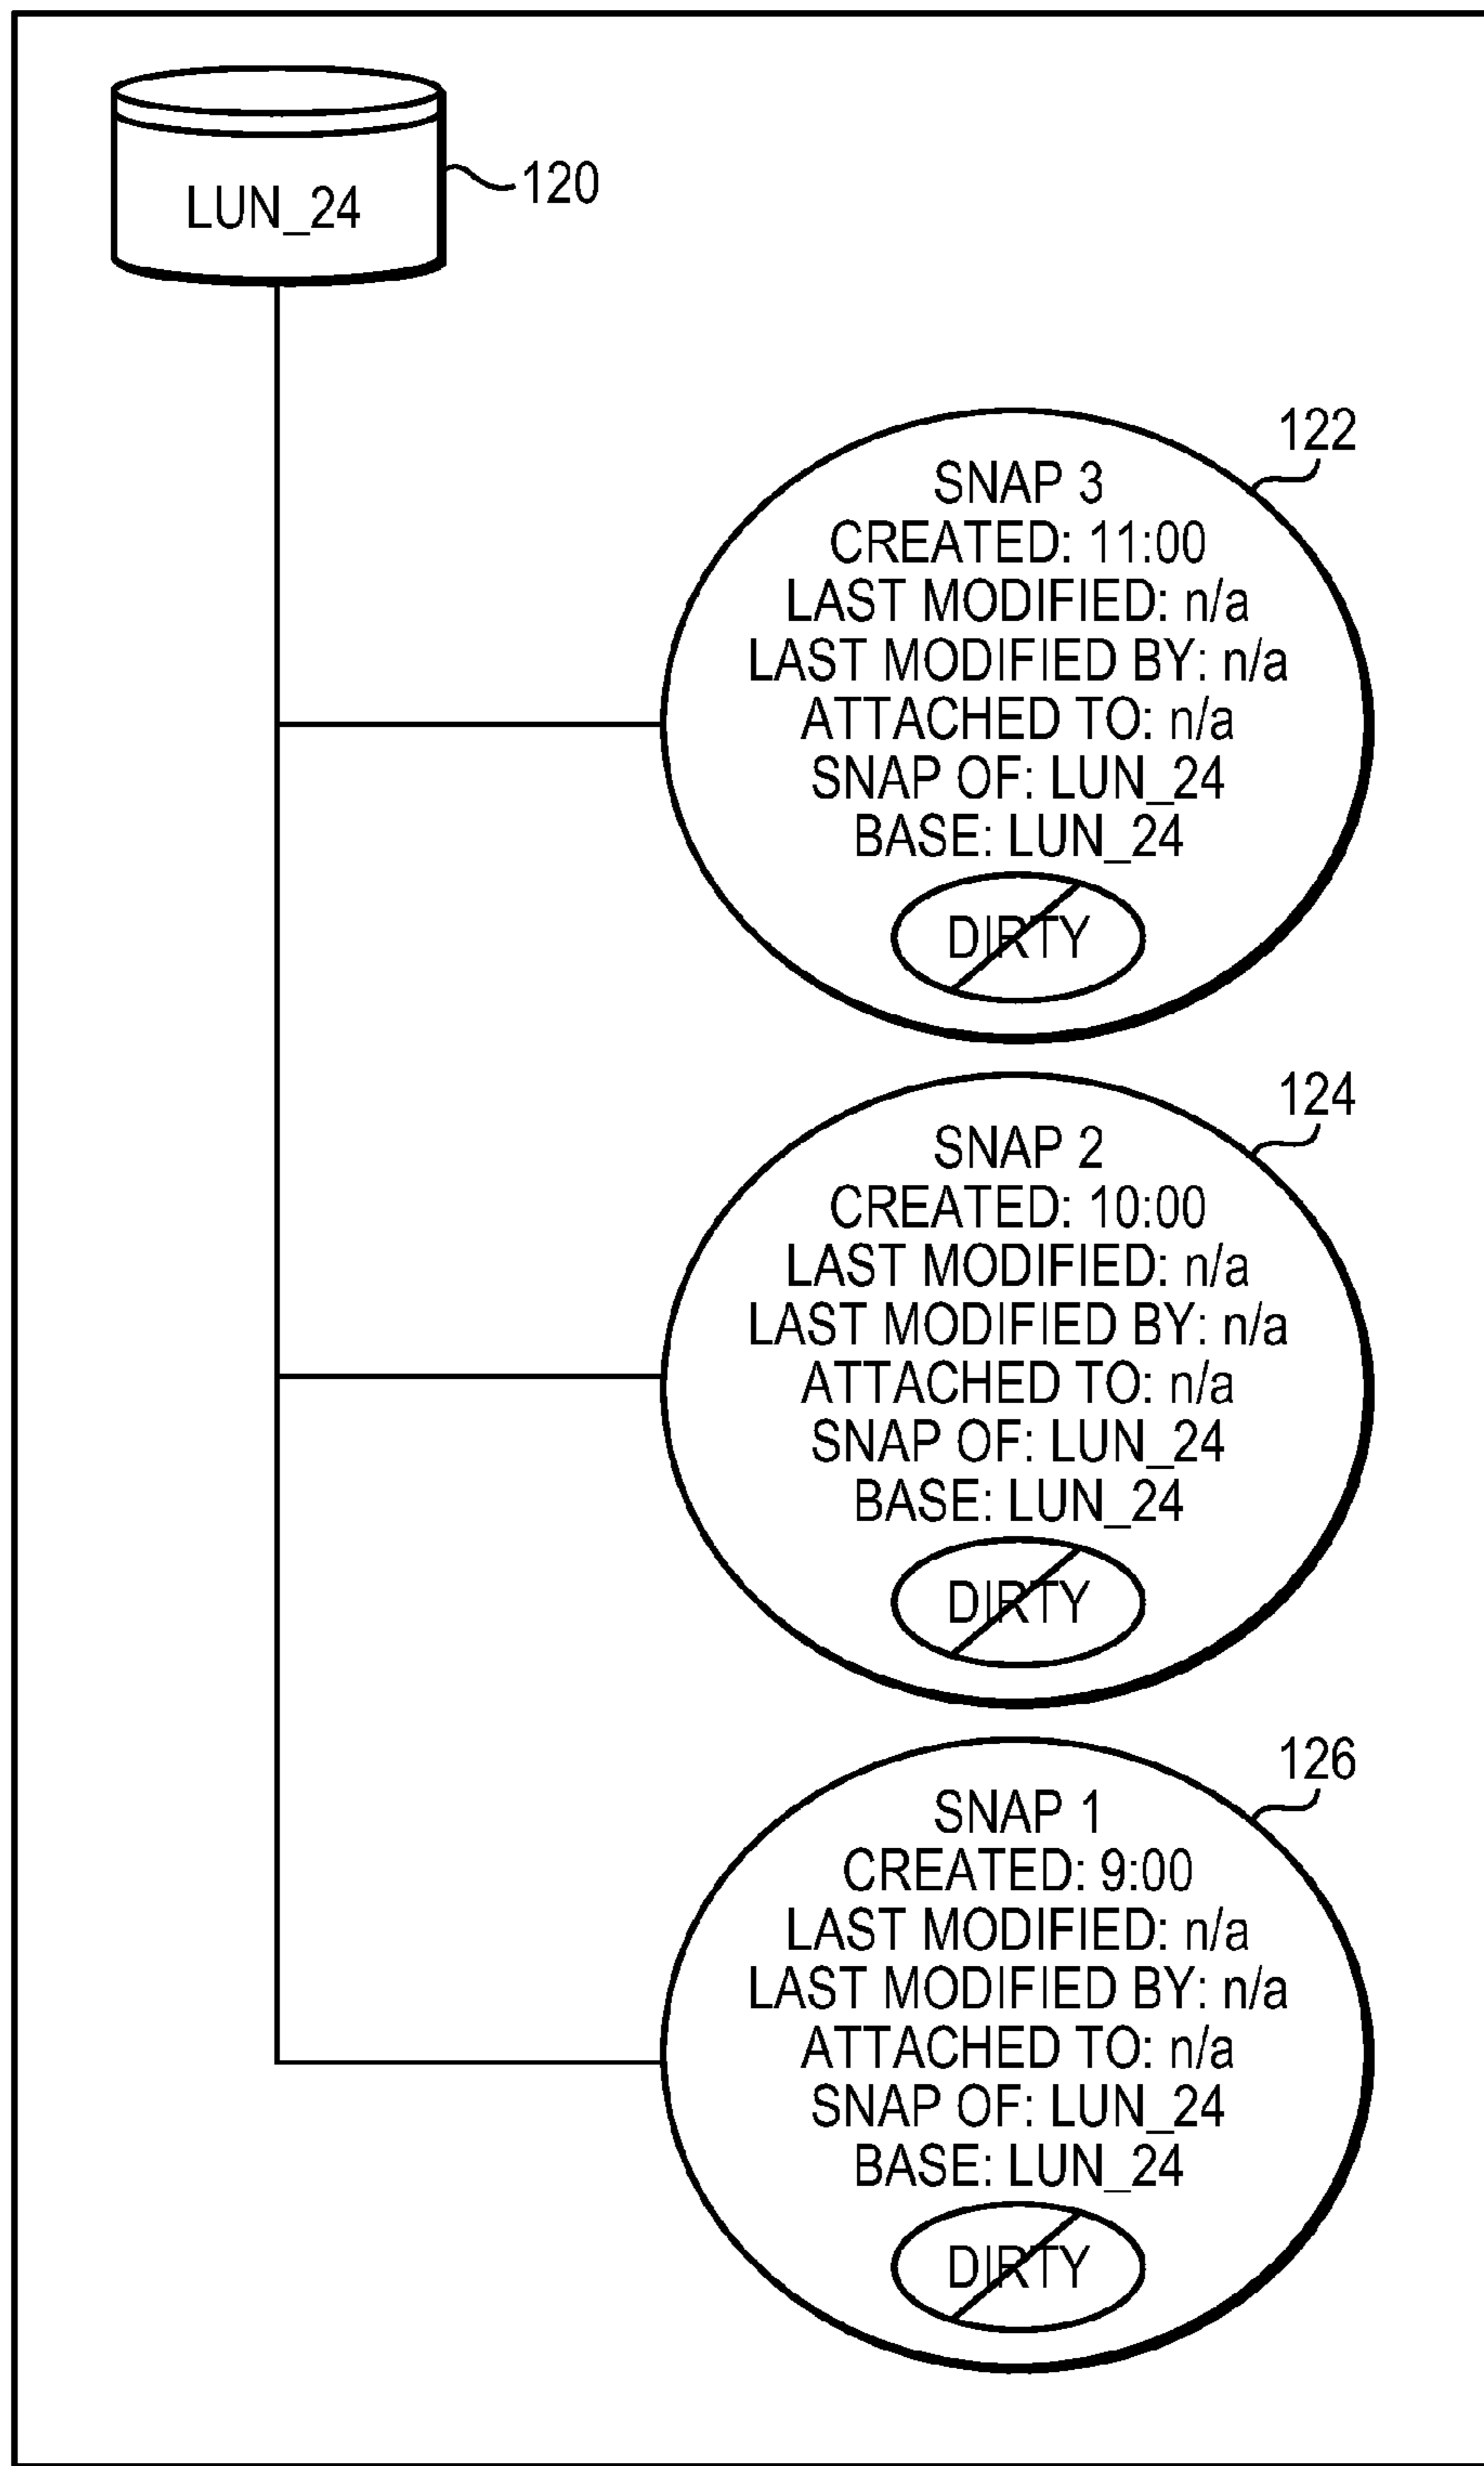 LUN_24
120
122
SNAP 3
CREATED: 11:00
LAST MODIFIED: n/a
LAST MODIFIED BY: n/a
ATTACHED TO: n/a
SNAP OF: LUN_24
BASE: LUN_24
DIRTY
124
SNAP 2
CREATED: 10:00
LAST MODIFIED: n/a
LAST MODIFIED BY: n/a
ATTACHED TO: n/a
SNAP OF: LUN_24
BASE: LUN_24
DIRTY
126
SNAP 1
CREATED: 9:00
LAST MODIFIED: n/a
LAST MODIFIED BY: n/a
ATTACHED TO: n/a
SNAP OF: LUN_24
BASE: LUN_24
DIRTY